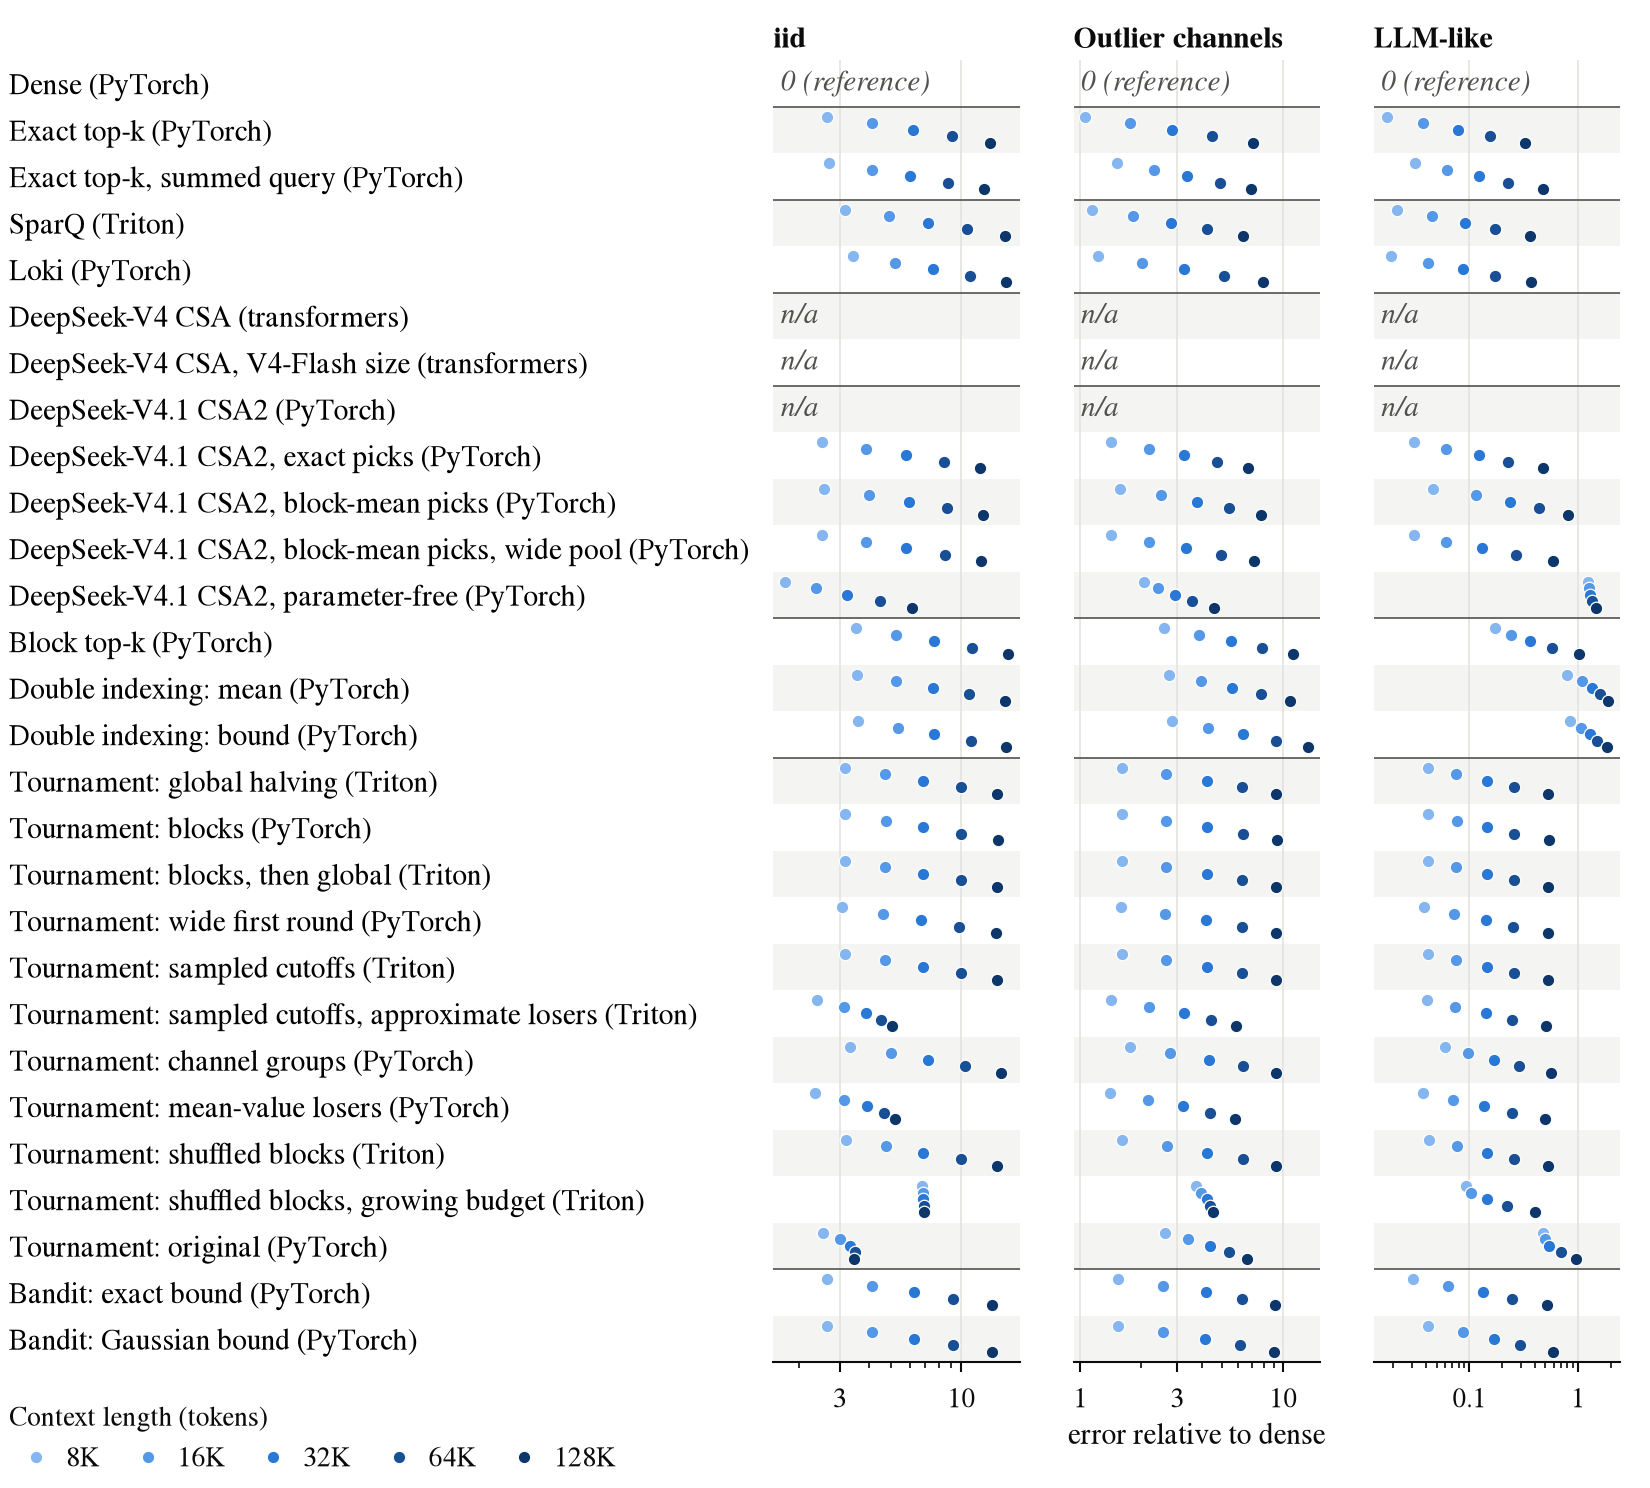 iid Outlier channels LLM-like
Dense (PyTorch) 0 (reference) 0 (reference) 0 (reference)
Exact top-k (PyTorch)
Exact top-k, summed query (PyTorch)
SparQ (Triton)
Loki (PyTorch)
DeepSeek-V4 CSA (transformers) n/a n/a n/a
DeepSeek-V4 CSA, V4-Flash size (transformers) n/a n/a n/a
DeepSeek-V4.1 CSA2 (PyTorch) n/a n/a n/a
DeepSeek-V4.1 CSA2, exact picks (PyTorch)
DeepSeek-V4.1 CSA2, block-mean picks (PyTorch)
DeepSeek-V4.1 CSA2, block-mean picks, wide pool (PyTorch)
DeepSeek-V4.1 CSA2, parameter-free (PyTorch)
Block top-k (PyTorch)
Double indexing: mean (PyTorch)
Double indexing: bound (PyTorch)
Tournament: global halving (Triton)
Tournament: blocks (PyTorch)
Tournament: blocks, then global (Triton)
Tournament: wide first round (PyTorch)
Tournament: sampled cutoffs (Triton)
Tournament: sampled cutoffs, approximate losers (Triton)
Tournament: channel groups (PyTorch)
Tournament: mean-value losers (PyTorch)
Tournament: shuffled blocks (Triton)
Tournament: shuffled blocks, growing budget (Triton)
Tournament: original (PyTorch)
Bandit: exact bound (PyTorch)
Bandit: Gaussian bound (PyTorch)
3 10 1 3 10 0.1 1
error relative to dense
Context length (tokens)
8K 16K 32K 64K 128K